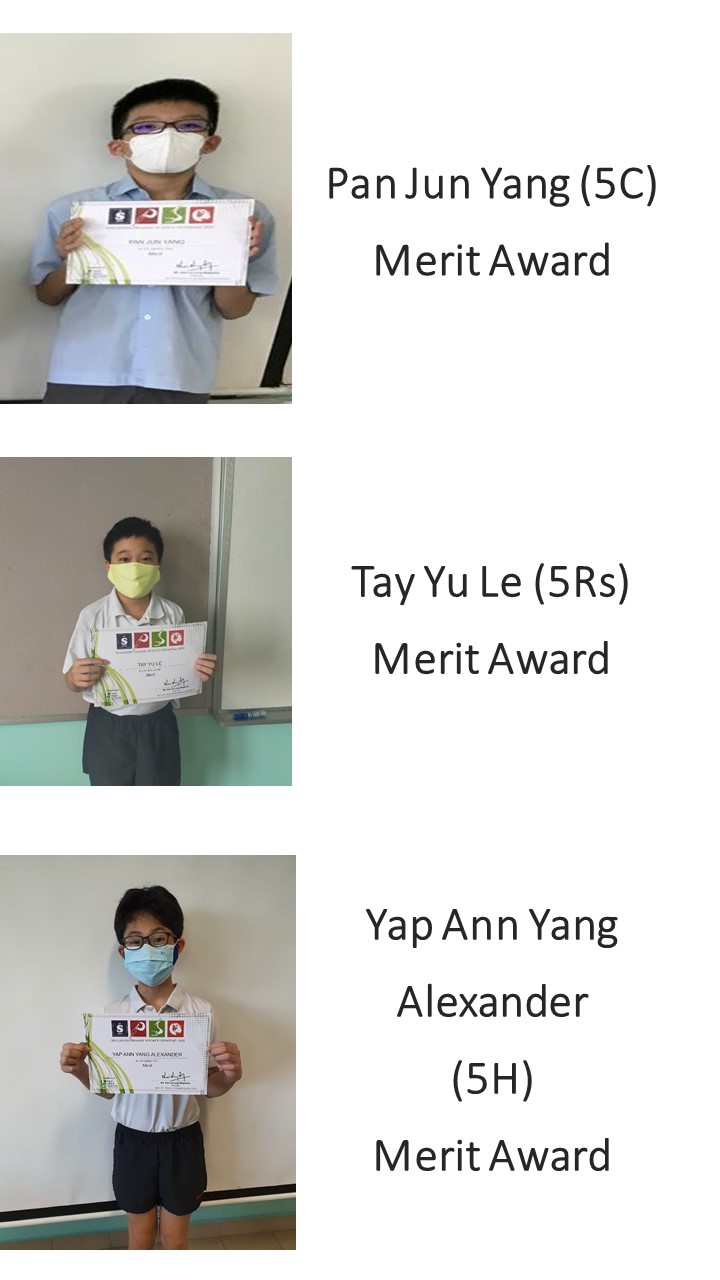 Pan Jun Yang (5C)
Merit Award
PAN JUN YANG
Merit
Tay Yu Le (5Rs)
Merit Award
TAY YU LE
Merit
Yap Ann Yang
Alexander
(5H)
Merit Award
YAP ANN YANG ALEXANDER
Merit